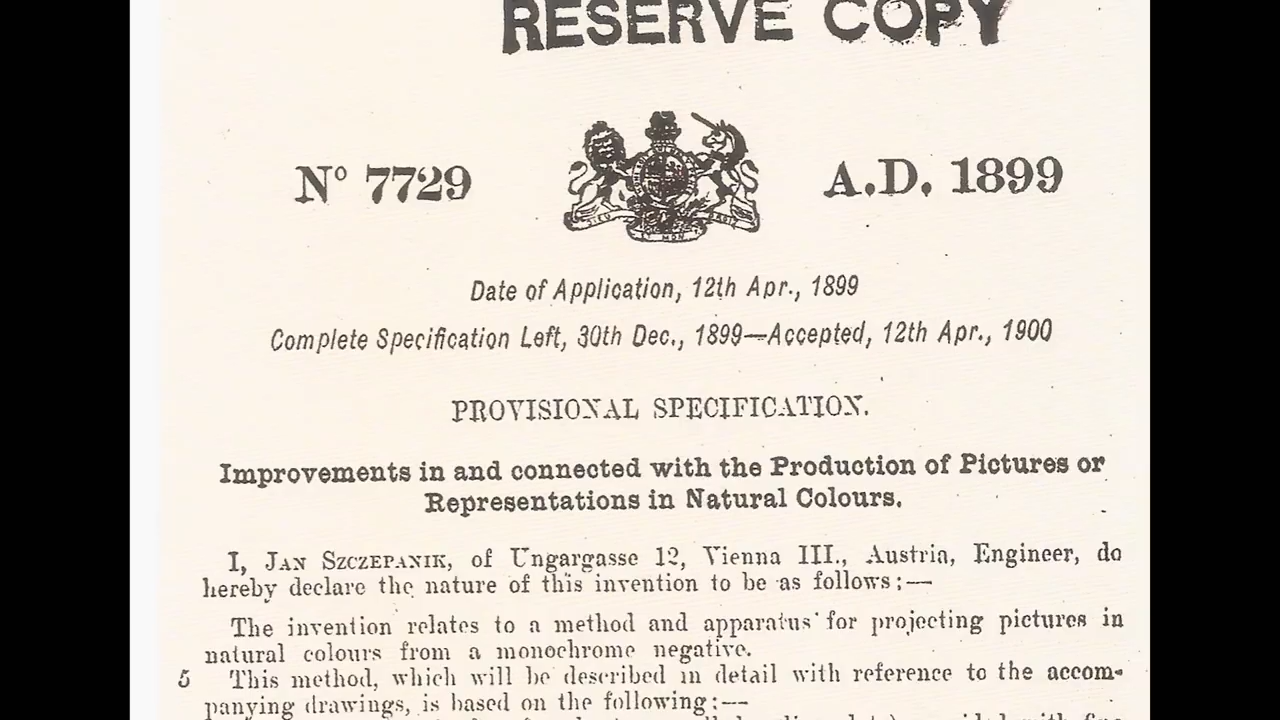 RESERVE COPY
Nº 7729
A.D. 1899
Date of Application, 12th Apr., 1899
Complete Specification Left, 30th Dec., 1899—Accepted, 12th Apr., 1900
PROVISIONAL SPECIFICATION.
Improvements in and connected with the Production of Pictures or
Representations in Natural Colours.
I, JAN SZCZEPANIK, of Ungargasse 12, Vienna III., Austria, Engineer, do
hereby declare the nature of this invention to be as follows:—
The invention relates to a method and apparatus for projecting pictures in
natural colours from a monochrome negative.
5 This method, which will be described in detail with reference to the accom-
panying drawings, is based on the following:—